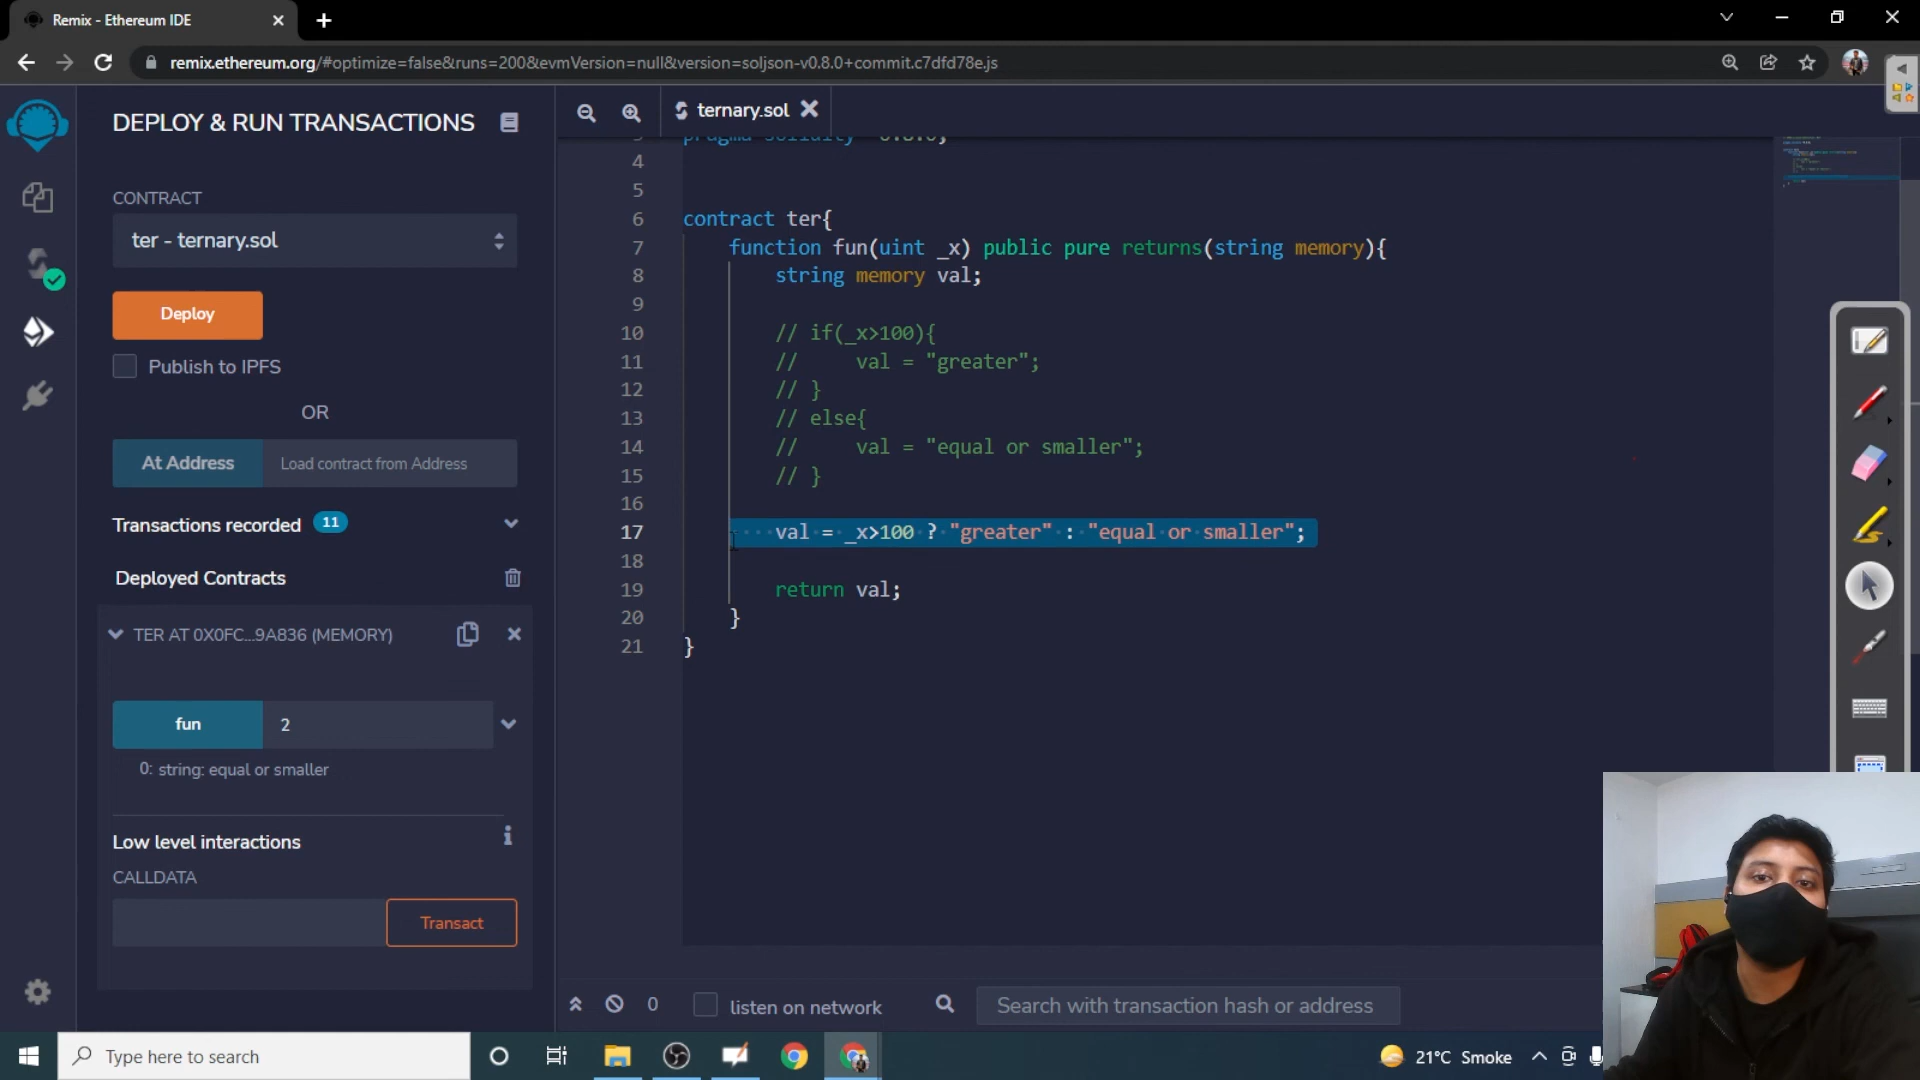 Remix - Ethereum IDE
remix.ethereum.org/#optimize=false&runs=200&evmVersion=null&version=soljson-v0.8.0+commit.c7dfd78e.js
DEPLOY & RUN TRANSACTIONS
CONTRACT
ter - ternary.sol
Deploy
Publish to IPFS
OR
At Address
Load contract from Address
Transactions recorded 11
Deployed Contracts
TER AT 0X0FC...9A836 (MEMORY)
fun
2
0: string: equal or smaller
Low level interactions
i
CALLDATA
Transact
ternary.sol
4
5
6 contract ter{
7 function fun(uint _x) public pure returns(string memory){
8 string memory val;
9
10 // if(_x>100){
11 // val = "greater";
12 // }
13 // else{
14 // val = "equal or smaller";
15 // }
16
17 val = _x>100 ? "greater" : "equal or smaller";
18
19 return val;
20 }
21 }
0
listen on network
Search with transaction hash or address
Type here to search
21°C Smoke